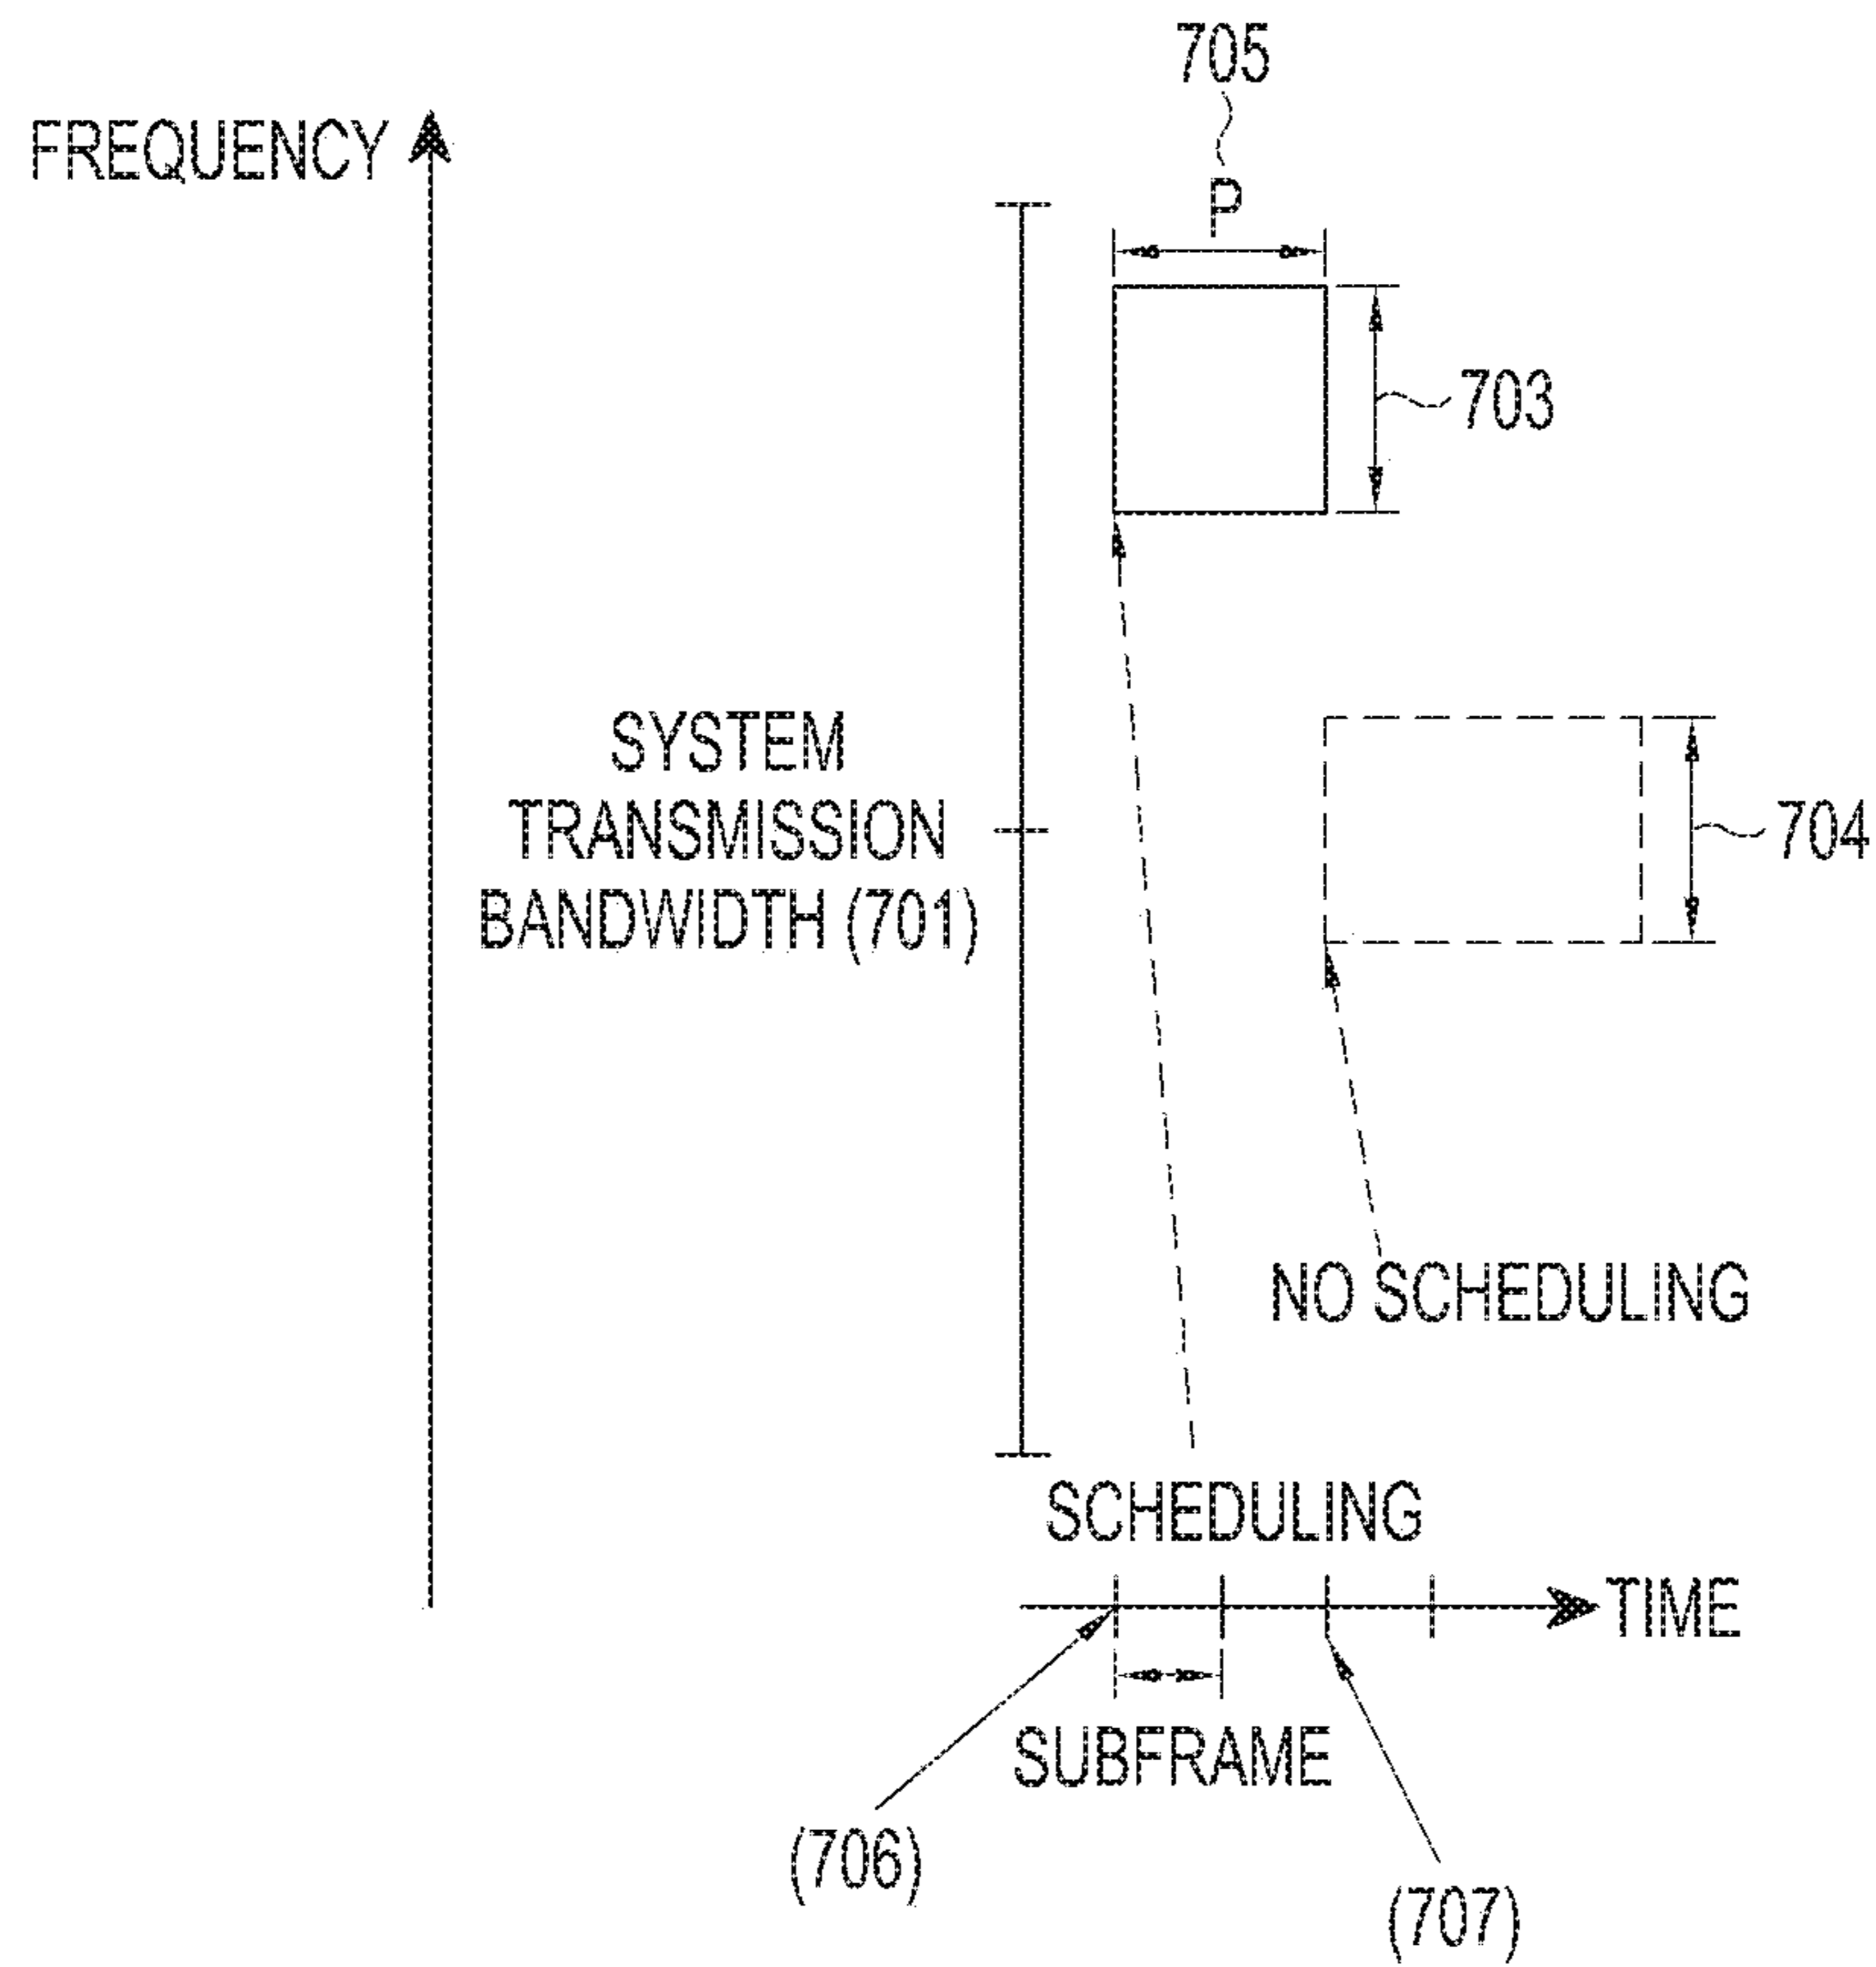 705
FREQUENCY
P
703
SYSTEM
TRANSMISSION
BANDWIDTH (701)
704
NO SCHEDULING
SCHEDULING
TIME
SUBFRAME
(706)
(707)